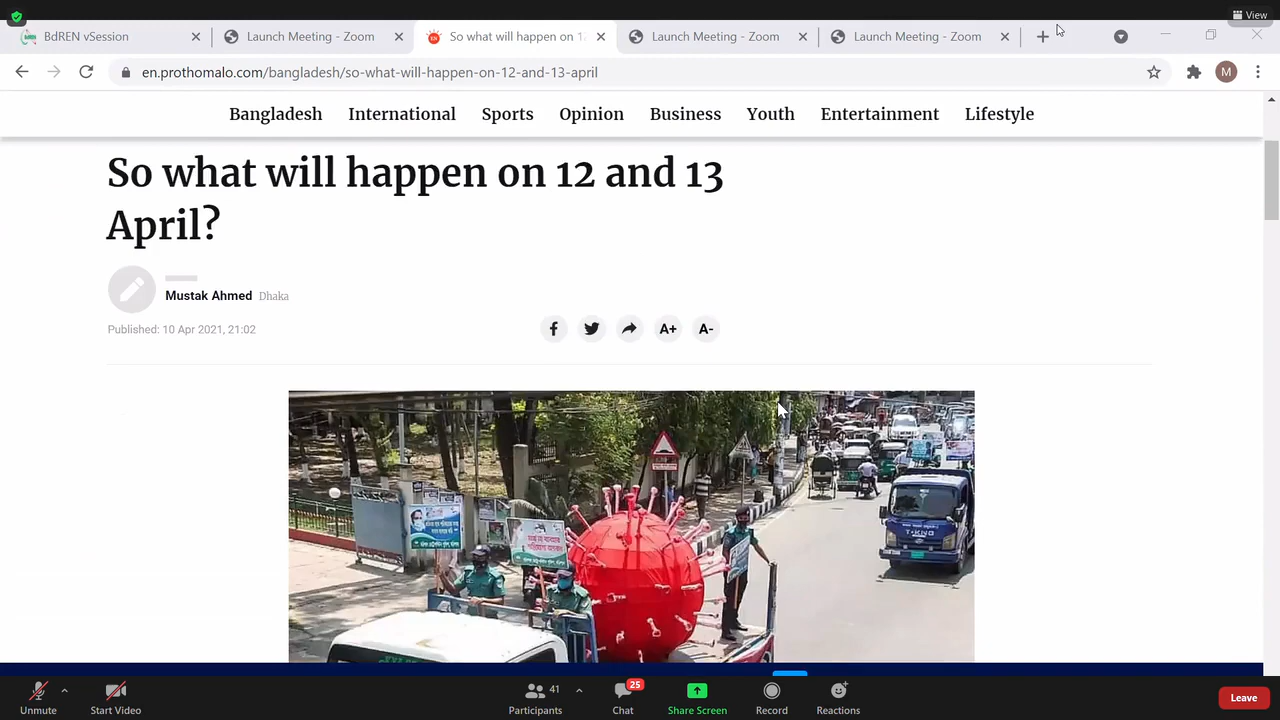 View
BdREN vSession
Launch Meeting - Zoom
So what will happen on 1
Launch Meeting - Zoom
Launch Meeting - Zoom
en.prothomalo.com/bangladesh/so-what-will-happen-on-12-and-13-april
M
Bangladesh International Sports Opinion Business Youth Entertainment Lifestyle
So what will happen on 12 and 13
April?
Mustak Ahmed Dhaka
Published: 10 Apr 2021, 21:02
A+ A-
Unmute
Start Video
41
Participants
25
Chat
Share Screen
Record
Reactions
Leave